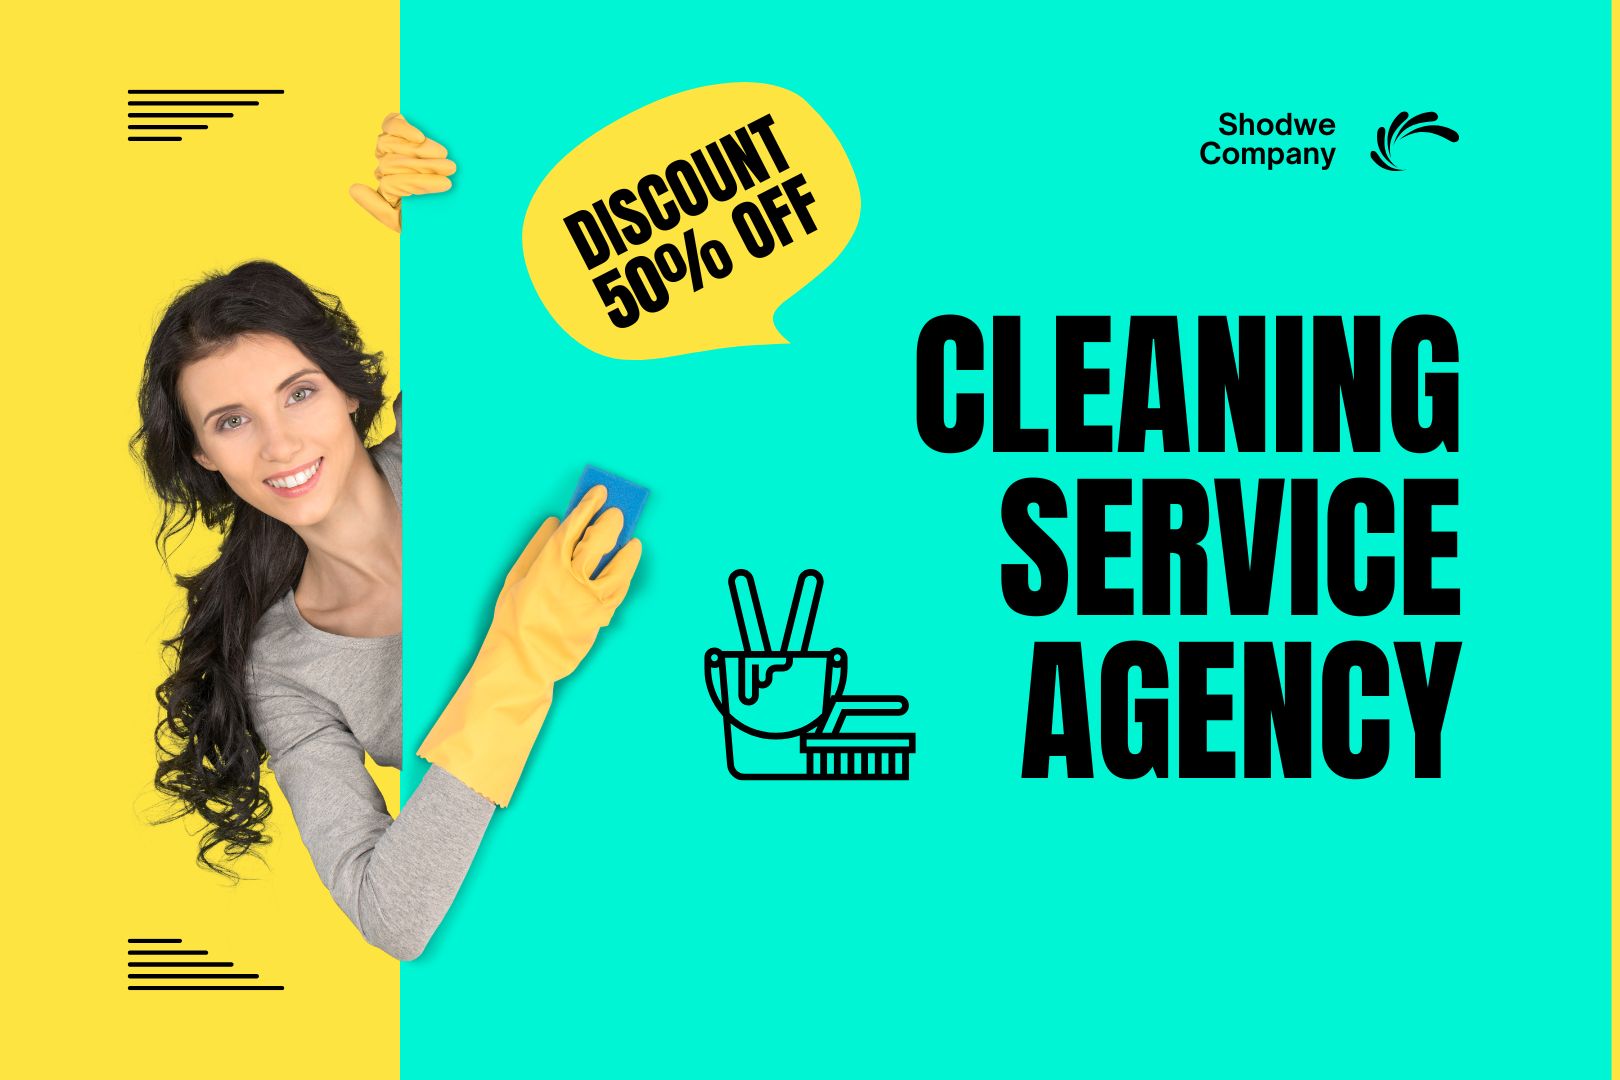 DISCOUNT
50% OFF
Shodwe
Company
CLEANING
SERVICE
AGENCY